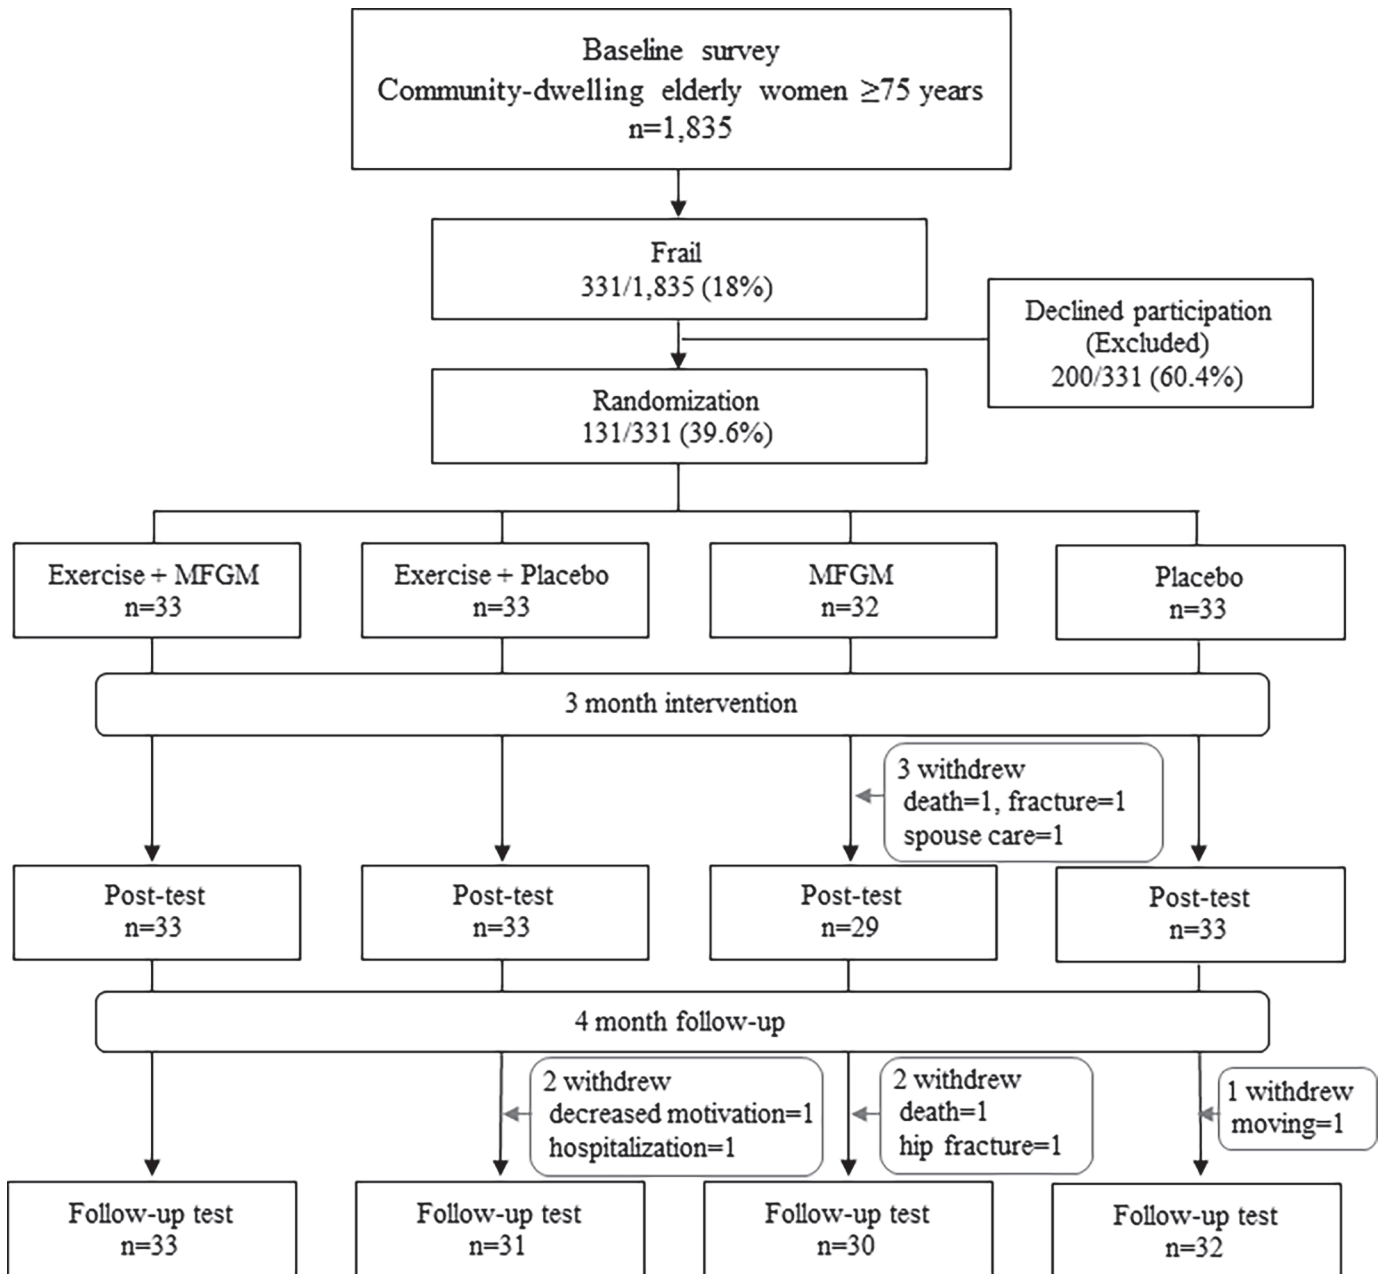 Baseline survey
Community-dwelling elderly women ≥75 years
n=1,835
Frail
331/1,835 (18%)
Declined participation
(Excluded)
200/331 (60.4%)
Randomization
131/331 (39.6%)
Exercise + MFGM
n=33
Exercise + Placebo
n=33
MFGM
n=32
Placebo
n=33
3 month intervention
3 withdrew
death=1, fracture=1
spouse care=1
Post-test
n=33
Post-test
n=33
Post-test
n=29
Post-test
n=33
4 month follow-up
2 withdrew
decreased motivation=1
hospitalization=1
2 withdrew
death=1
hip fracture=1
1 withdrew
moving=1
Follow-up test
n=33
Follow-up test
n=31
Follow-up test
n=30
Follow-up test
n=32